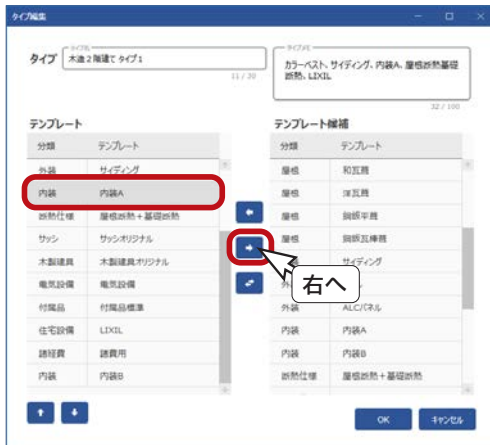 タイプ編集
タイプ
タイプ名
木造2階建て タイプ1
11 / 30
タイプメモ
カラーベスト、サイディング、内装A、屋根断熱基礎
断熱、LIXIL
32 / 100
テンプレート
分類 テンプレート
外装 サイディング
内装 内装A
断熱仕様 屋根断熱+基礎断熱
サッシ サッシオリジナル
木製建具 木製建具オリジナル
電気設備 電気設備
付属品 付属品標準
住宅設備 LIXIL
諸経費 諸費用
内装 内装B
右へ
テンプレート候補
分類 テンプレート
屋根 和瓦葺
屋根 洋瓦葺
屋根 鋼板平葺
屋根 鋼板瓦棒葺
サイディング
外装 ALCパネル
内装 内装A
内装 内装B
断熱仕様 屋根断熱+基礎断熱
OK キャンセル